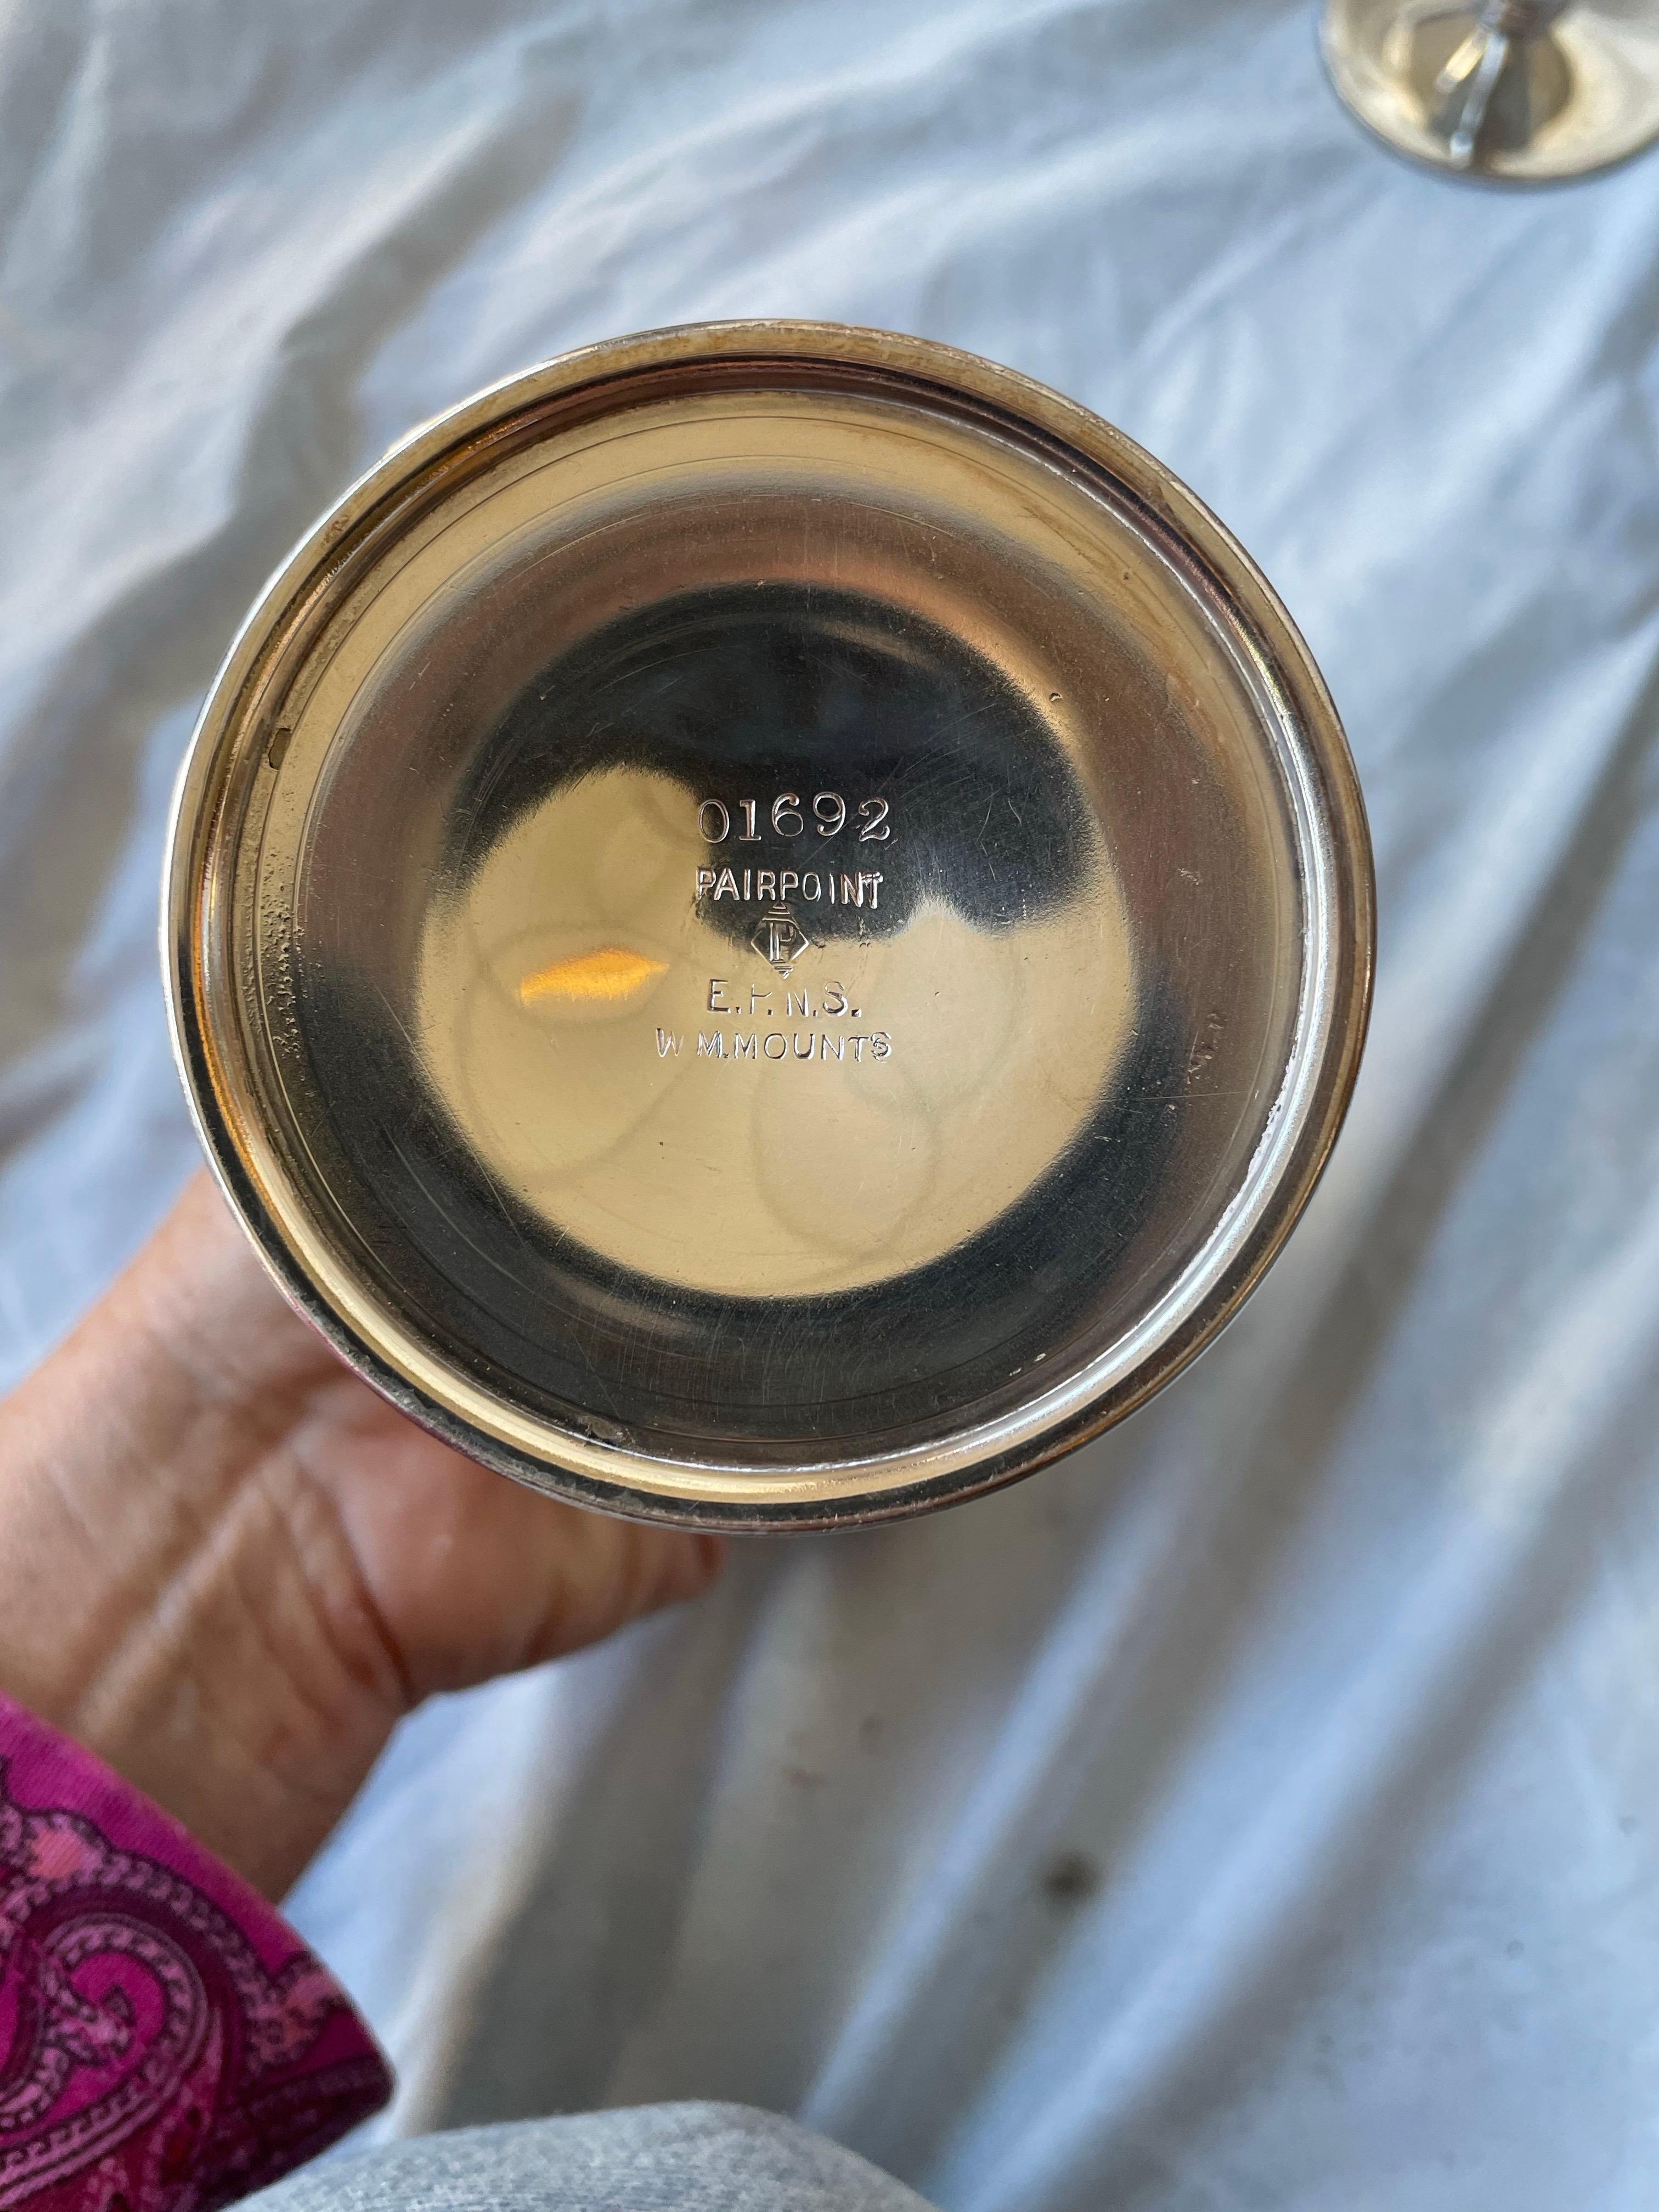 01692
PAIRPOINT
P
E.P.N.S.
W.M.MOUNTS